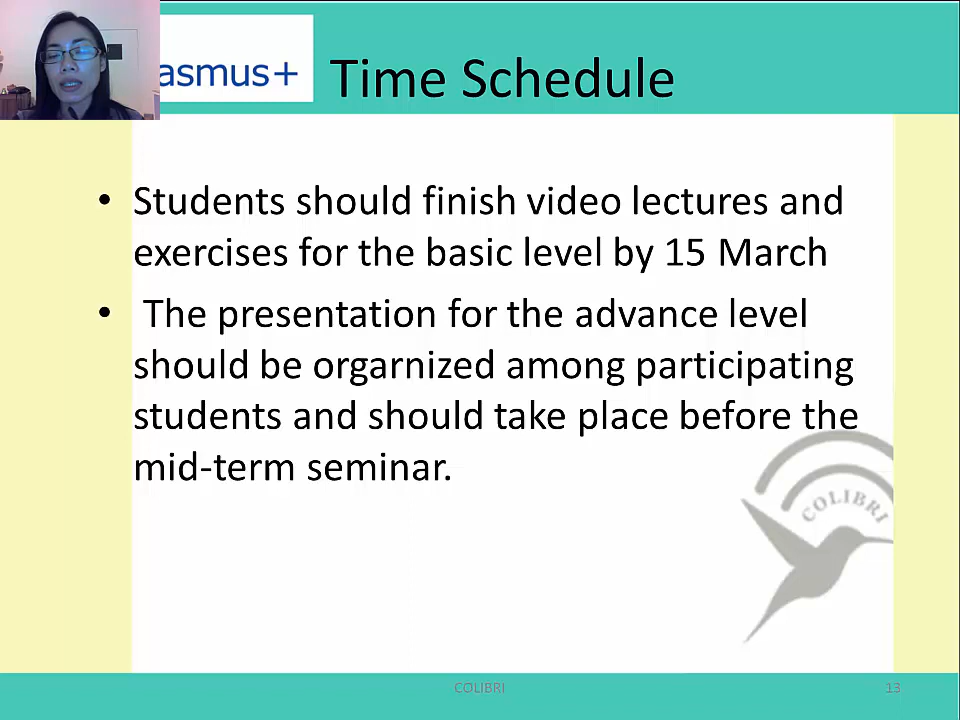 asmus+
Time Schedule
• Students should finish video lectures and
exercises for the basic level by 15 March
• The presentation for the advance level
should be orgarnized among participating
students and should take place before the
mid-term seminar.
COLIBRI
COLIBRI
13